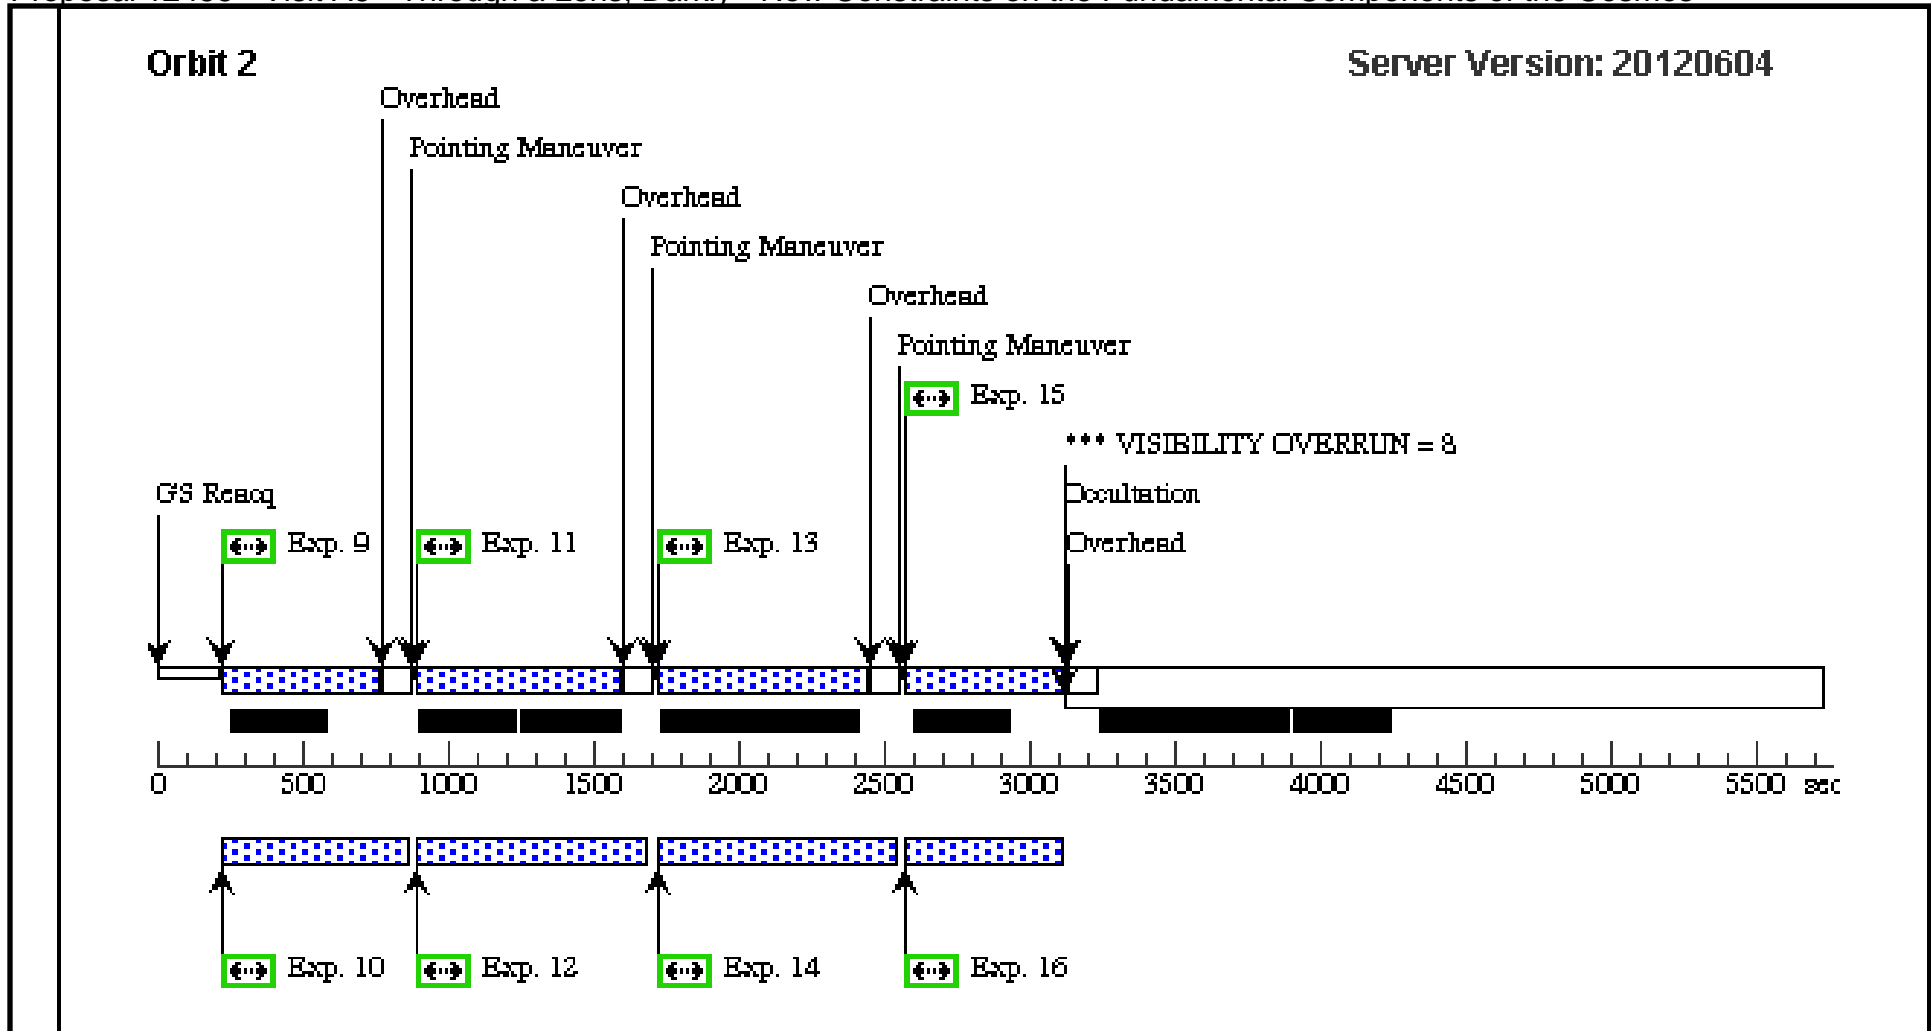 Orbit 2
Server Version: 20120604
Overhead
Pointing Maneuver
Overhead
Pointing Maneuver
Overhead
Pointing Maneuver
Exp. 15
*** VISIBILITY OVERRUN = 8
GS Reacq
Occultation
Exp. 9
Exp. 11
Exp. 13
Overhead
0 500 1000 1500 2000 2500 3000 3500 4000 4500 5000 5500 sec
Exp. 10
Exp. 12
Exp. 14
Exp. 16